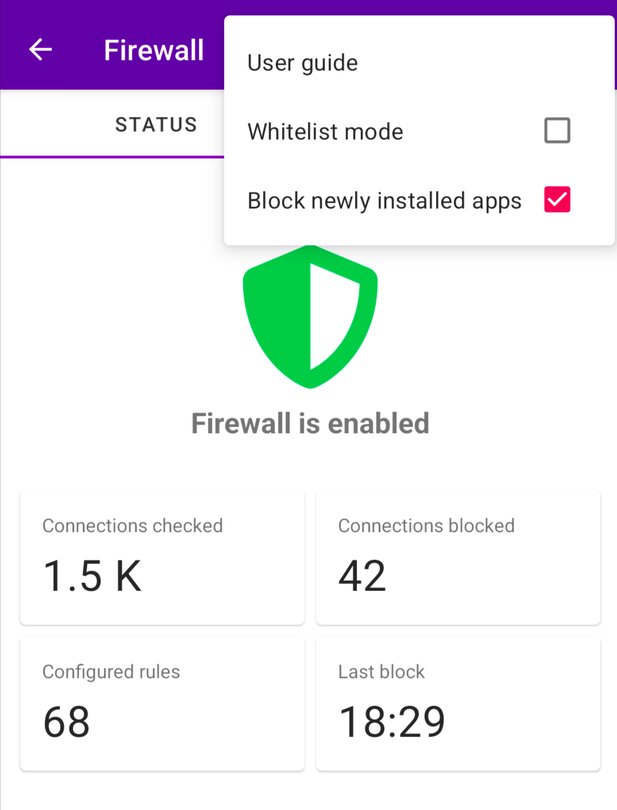 Firewall
User guide
STATUS
Whitelist mode
Block newly installed apps
Firewall is enabled
Connections checked
1.5 K
Connections blocked
42
Configured rules
68
Last block
18:29